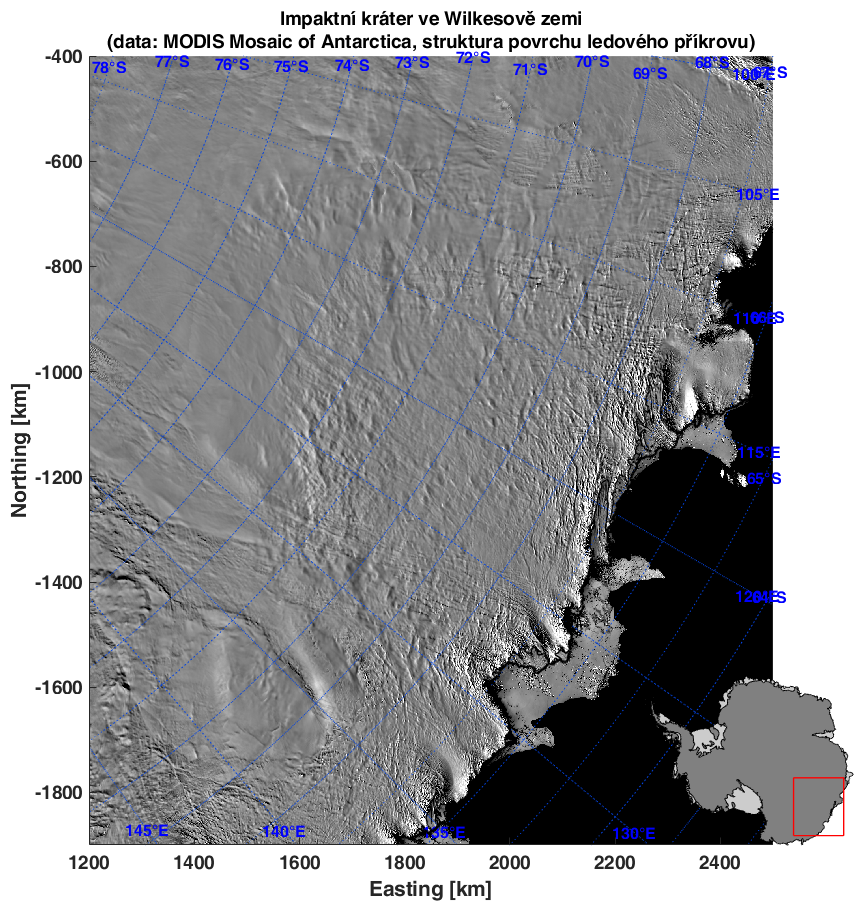 Impaktní kráter ve Wilkesově zemi
(data: MODIS Mosaic of Antarctica, struktura povrchu ledového příkrovu)
-400
78°S
77°S
76°S
75°S
74°S
73°S
72°S
71°S
70°S
69°S
68°S
67°S
100°E
-600
105°E
-800
-1000
115°E
65°S
Northing [km]
-1200
-1400
-1600
-1800
145°E
140°E
135°E
130°E
1200
1400
1600
1800
2000
2200
2400
Easting [km]